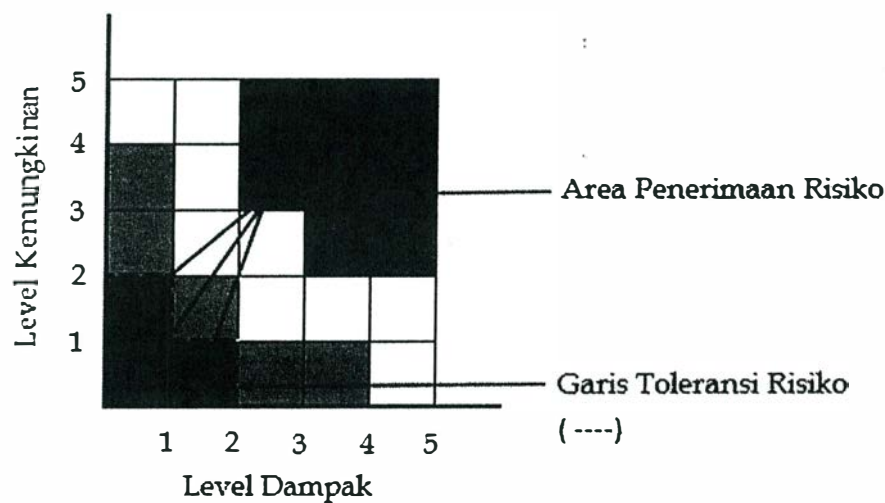 Level Kemungkinan
5
4
3
2
1
1 2 3 4 5
Level Dampak
Area Penerimaan Risiko
Garis Toleransi Risiko
(----)